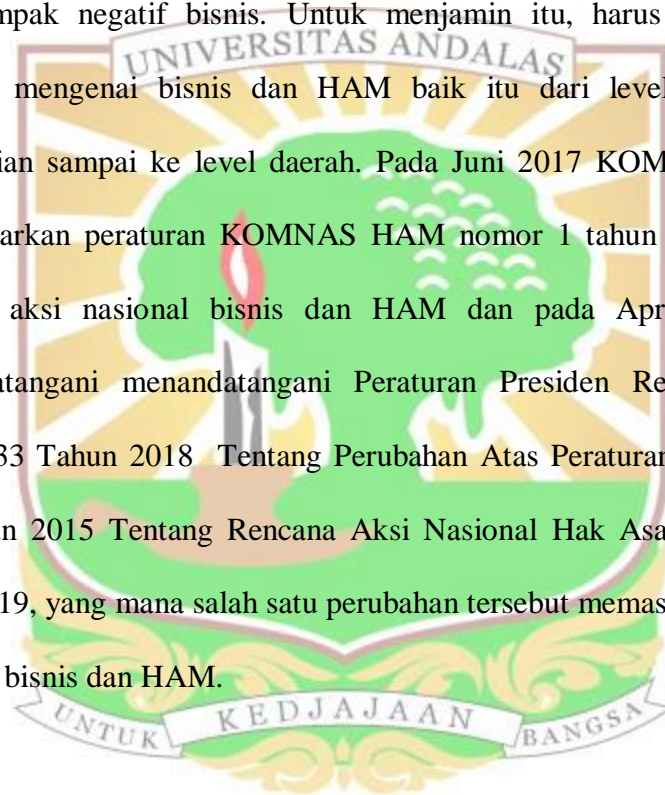 mpak negatif bisnis. Untuk menjamin itu, harus
UNIVERSITAS ANDALAS
mengenai bisnis dan HAM baik itu dari level
ian sampai ke level daerah. Pada Juni 2017 KOM
arkan peraturan KOMNAS HAM nomor 1 tahun
aksi nasional bisnis dan HAM dan pada Apr
atangani menandatangani Peraturan Presiden Re
33 Tahun 2018 Tentang Perubahan Atas Peraturan
n 2015 Tentang Rencana Aksi Nasional Hak Asa
19, yang mana salah satu perubahan tersebut memas
bisnis dan HAM.
UNTUK KEDJAJAAN BANGSA